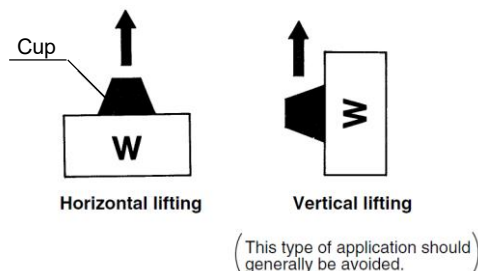 Cup
W
W
Horizontal lifting
Vertical lifting
(This type of application should
generally be avoided.)